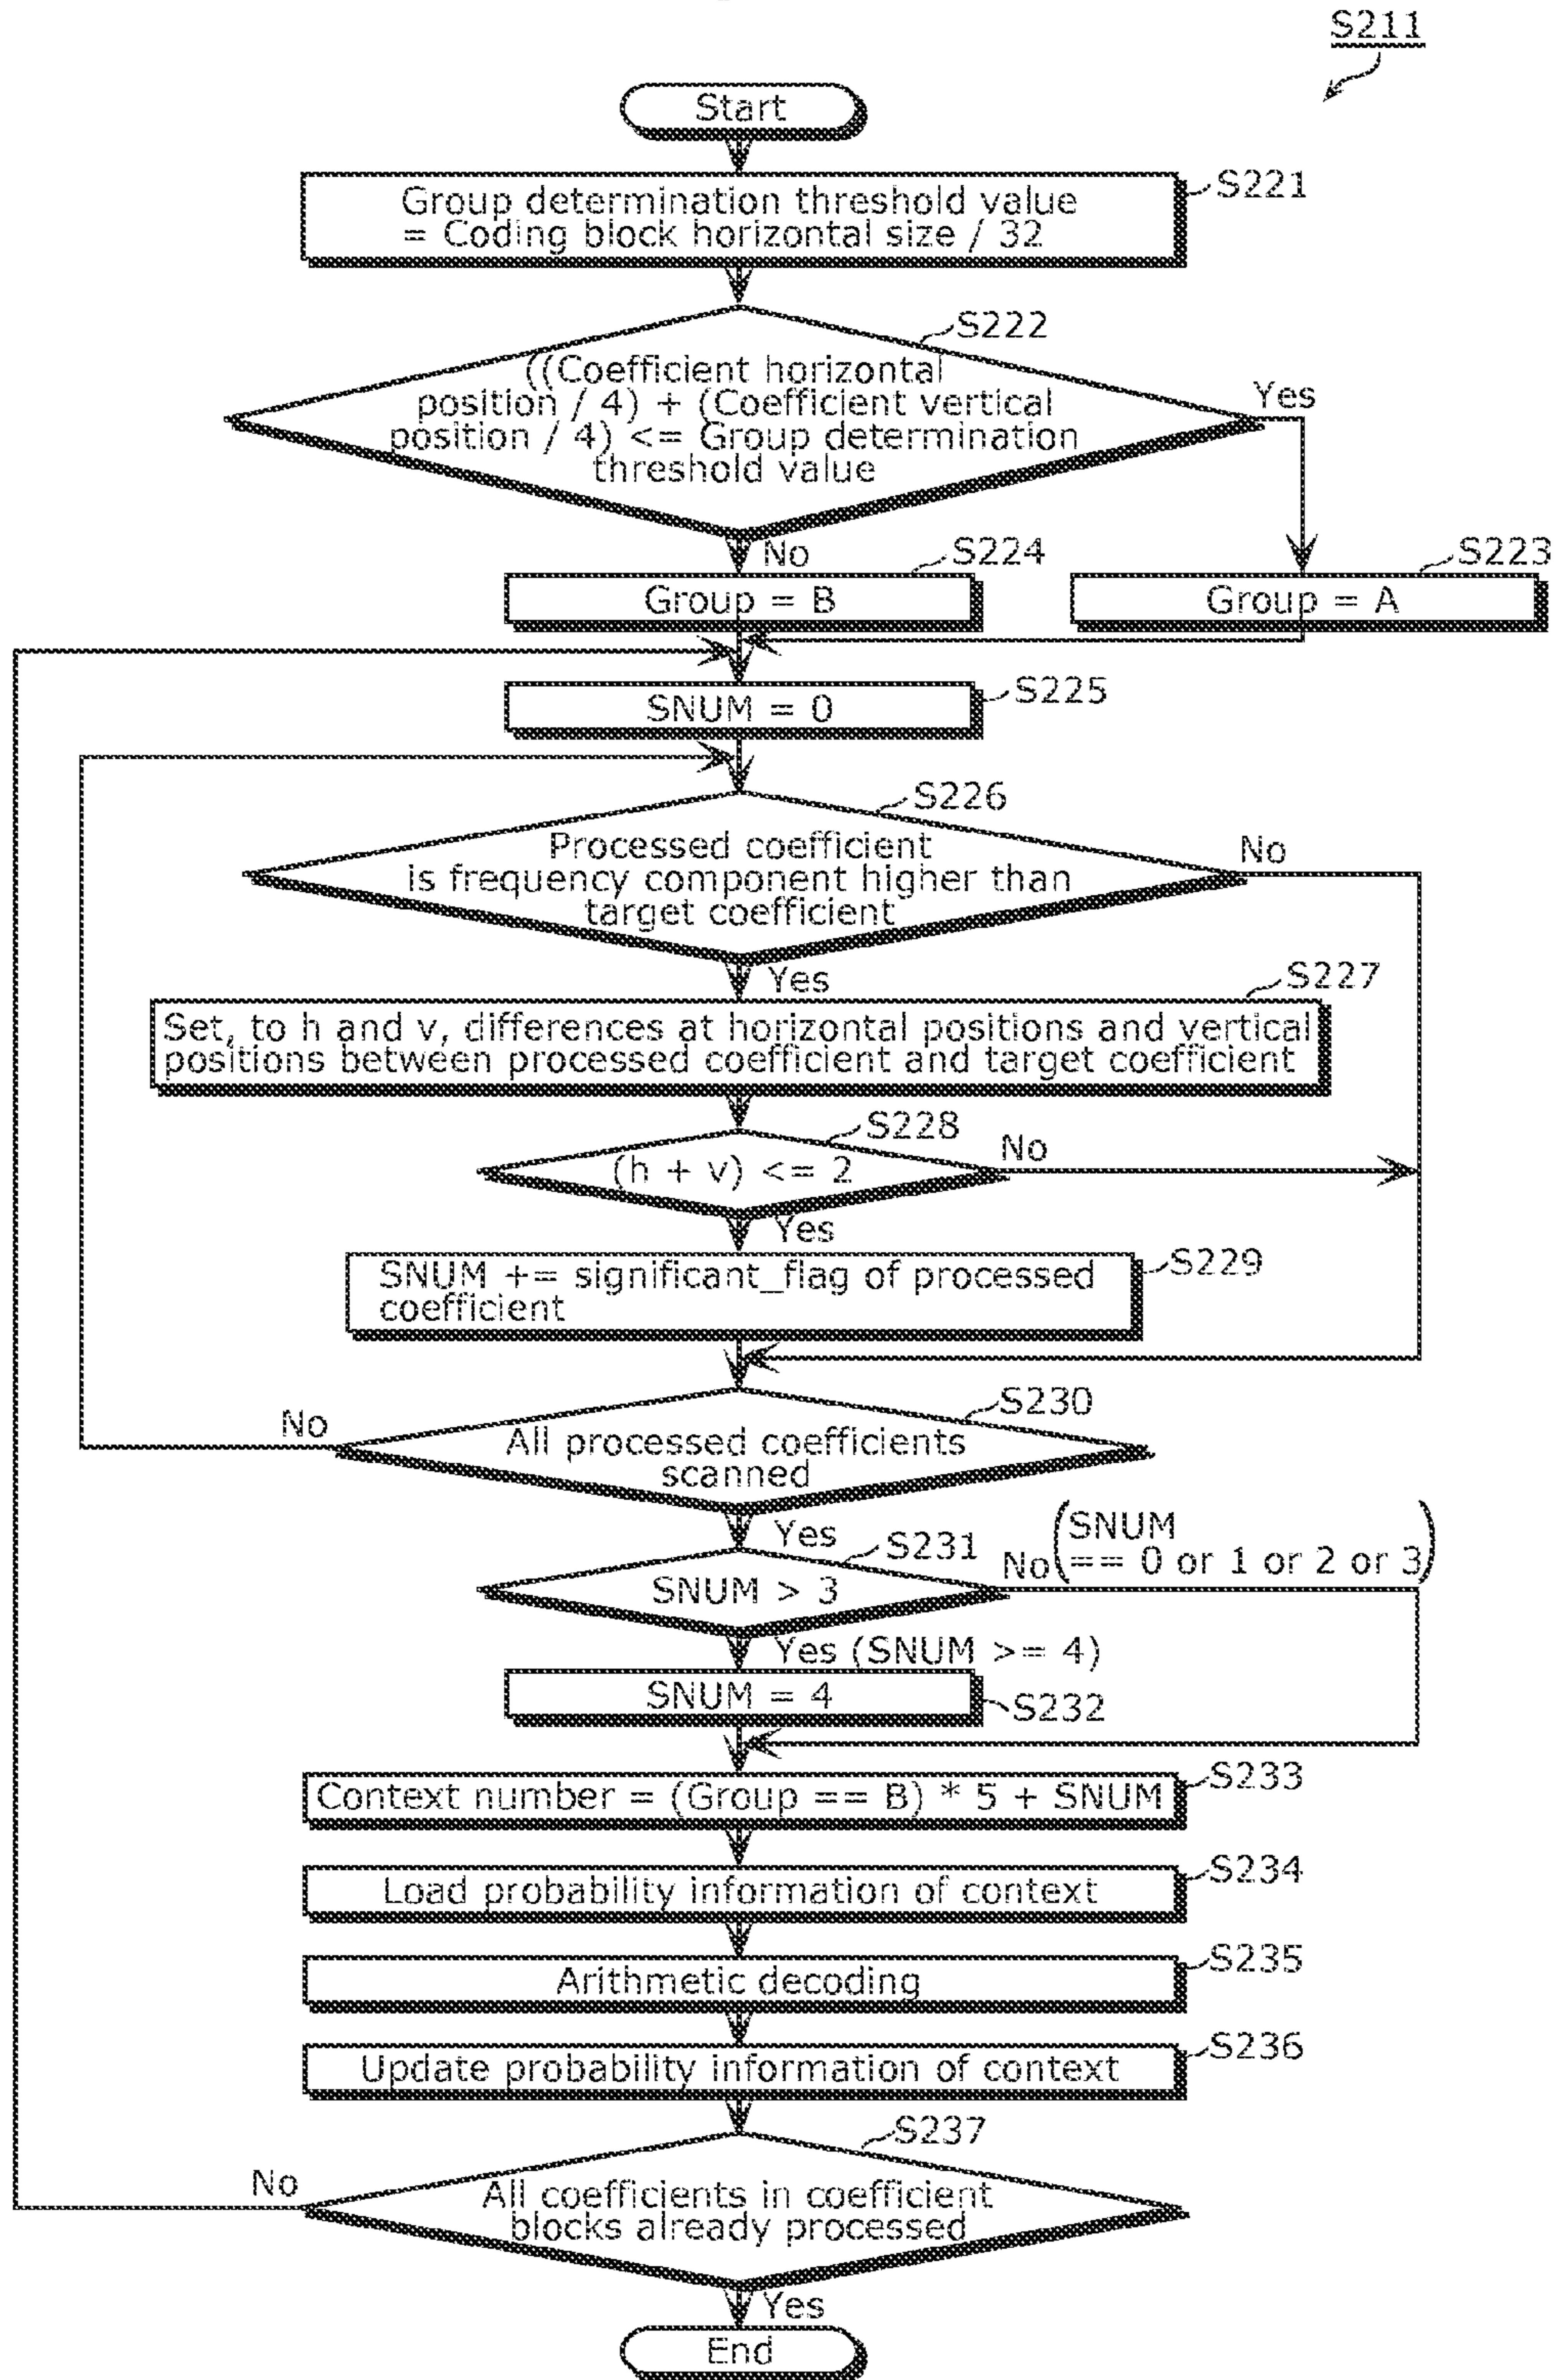 S211
Start
S221
Group determination threshold value
= Coding block horizontal size / 32
S222
((Coefficient horizontal
position / 4) + (Coefficient vertical
position / 4) <= Group determination
threshold value
Yes
No
S224
Group = B
S223
Group = A
S225
SNUM = 0
S226
Processed coefficient
is frequency component higher than
target coefficient
No
Yes
S227
Set, to h and v, differences at horizontal positions and vertical
positions between processed coefficient and target coefficient
S228
(h + v) <= 2
No
Yes
S229
SNUM += significant_flag of processed
coefficient
S230
All processed coefficients
scanned
No
Yes
S231
SNUM > 3
No (SNUM
== 0 or 1 or 2 or 3)
Yes (SNUM >= 4)
SNUM = 4
S232
S233
Context number = (Group == B) * 5 + SNUM
S234
Load probability information of context
S235
Arithmetic decoding
S236
Update probability information of context
S237
All coefficients in coefficient
blocks already processed
No
Yes
End